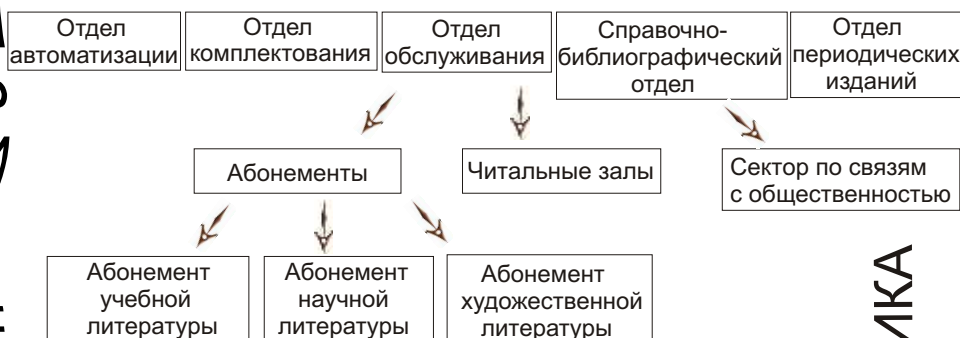 Отдел
автоматизации
Отдел
комплектования
Отдел
обслуживания
Справочно-
библиографический
отдел
Отдел
периодических
изданий
Абонементы
Читальные залы
Сектор по связям
с общественностью
Абонемент
учебной
литературы
Абонемент
научной
литературы
Абонемент
художественной
литературы